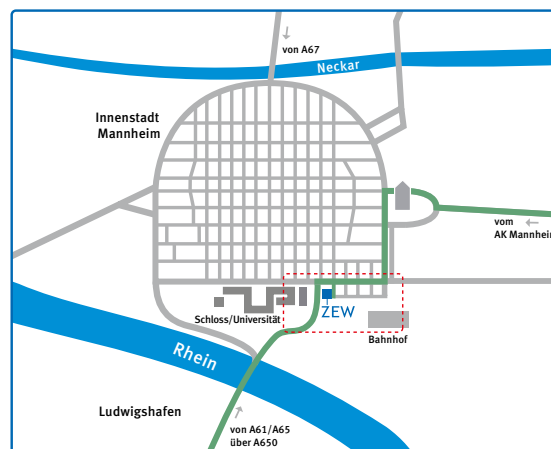 von A67
Neckar
Innenstadt
Mannheim
vom
AK Mannheim
Schloss/Universität
ZEW
Bahnhof
Rhein
Ludwigshafen
von A61/A65
über A650